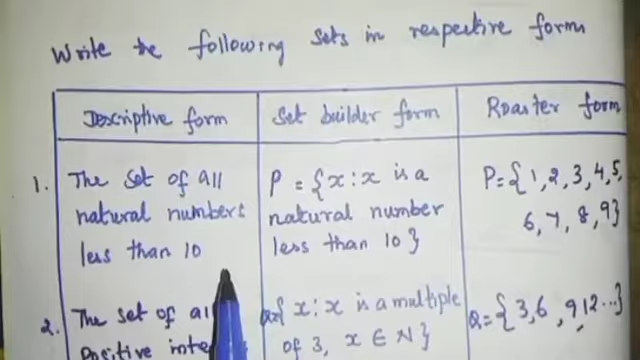 Write the following sets in respective forms
Descriptive form
Set builder form
Roaster form
1. The set of all
natural numbers
less than 10
P = {x : x is a
natural number
less than 10}
P = {1, 2, 3, 4, 5,
6, 7, 8, 9}
2. The set of all
Positive
{x : x is a multiple
of 3, x ∈ N}
Q = {3, 6, 9, 12...}